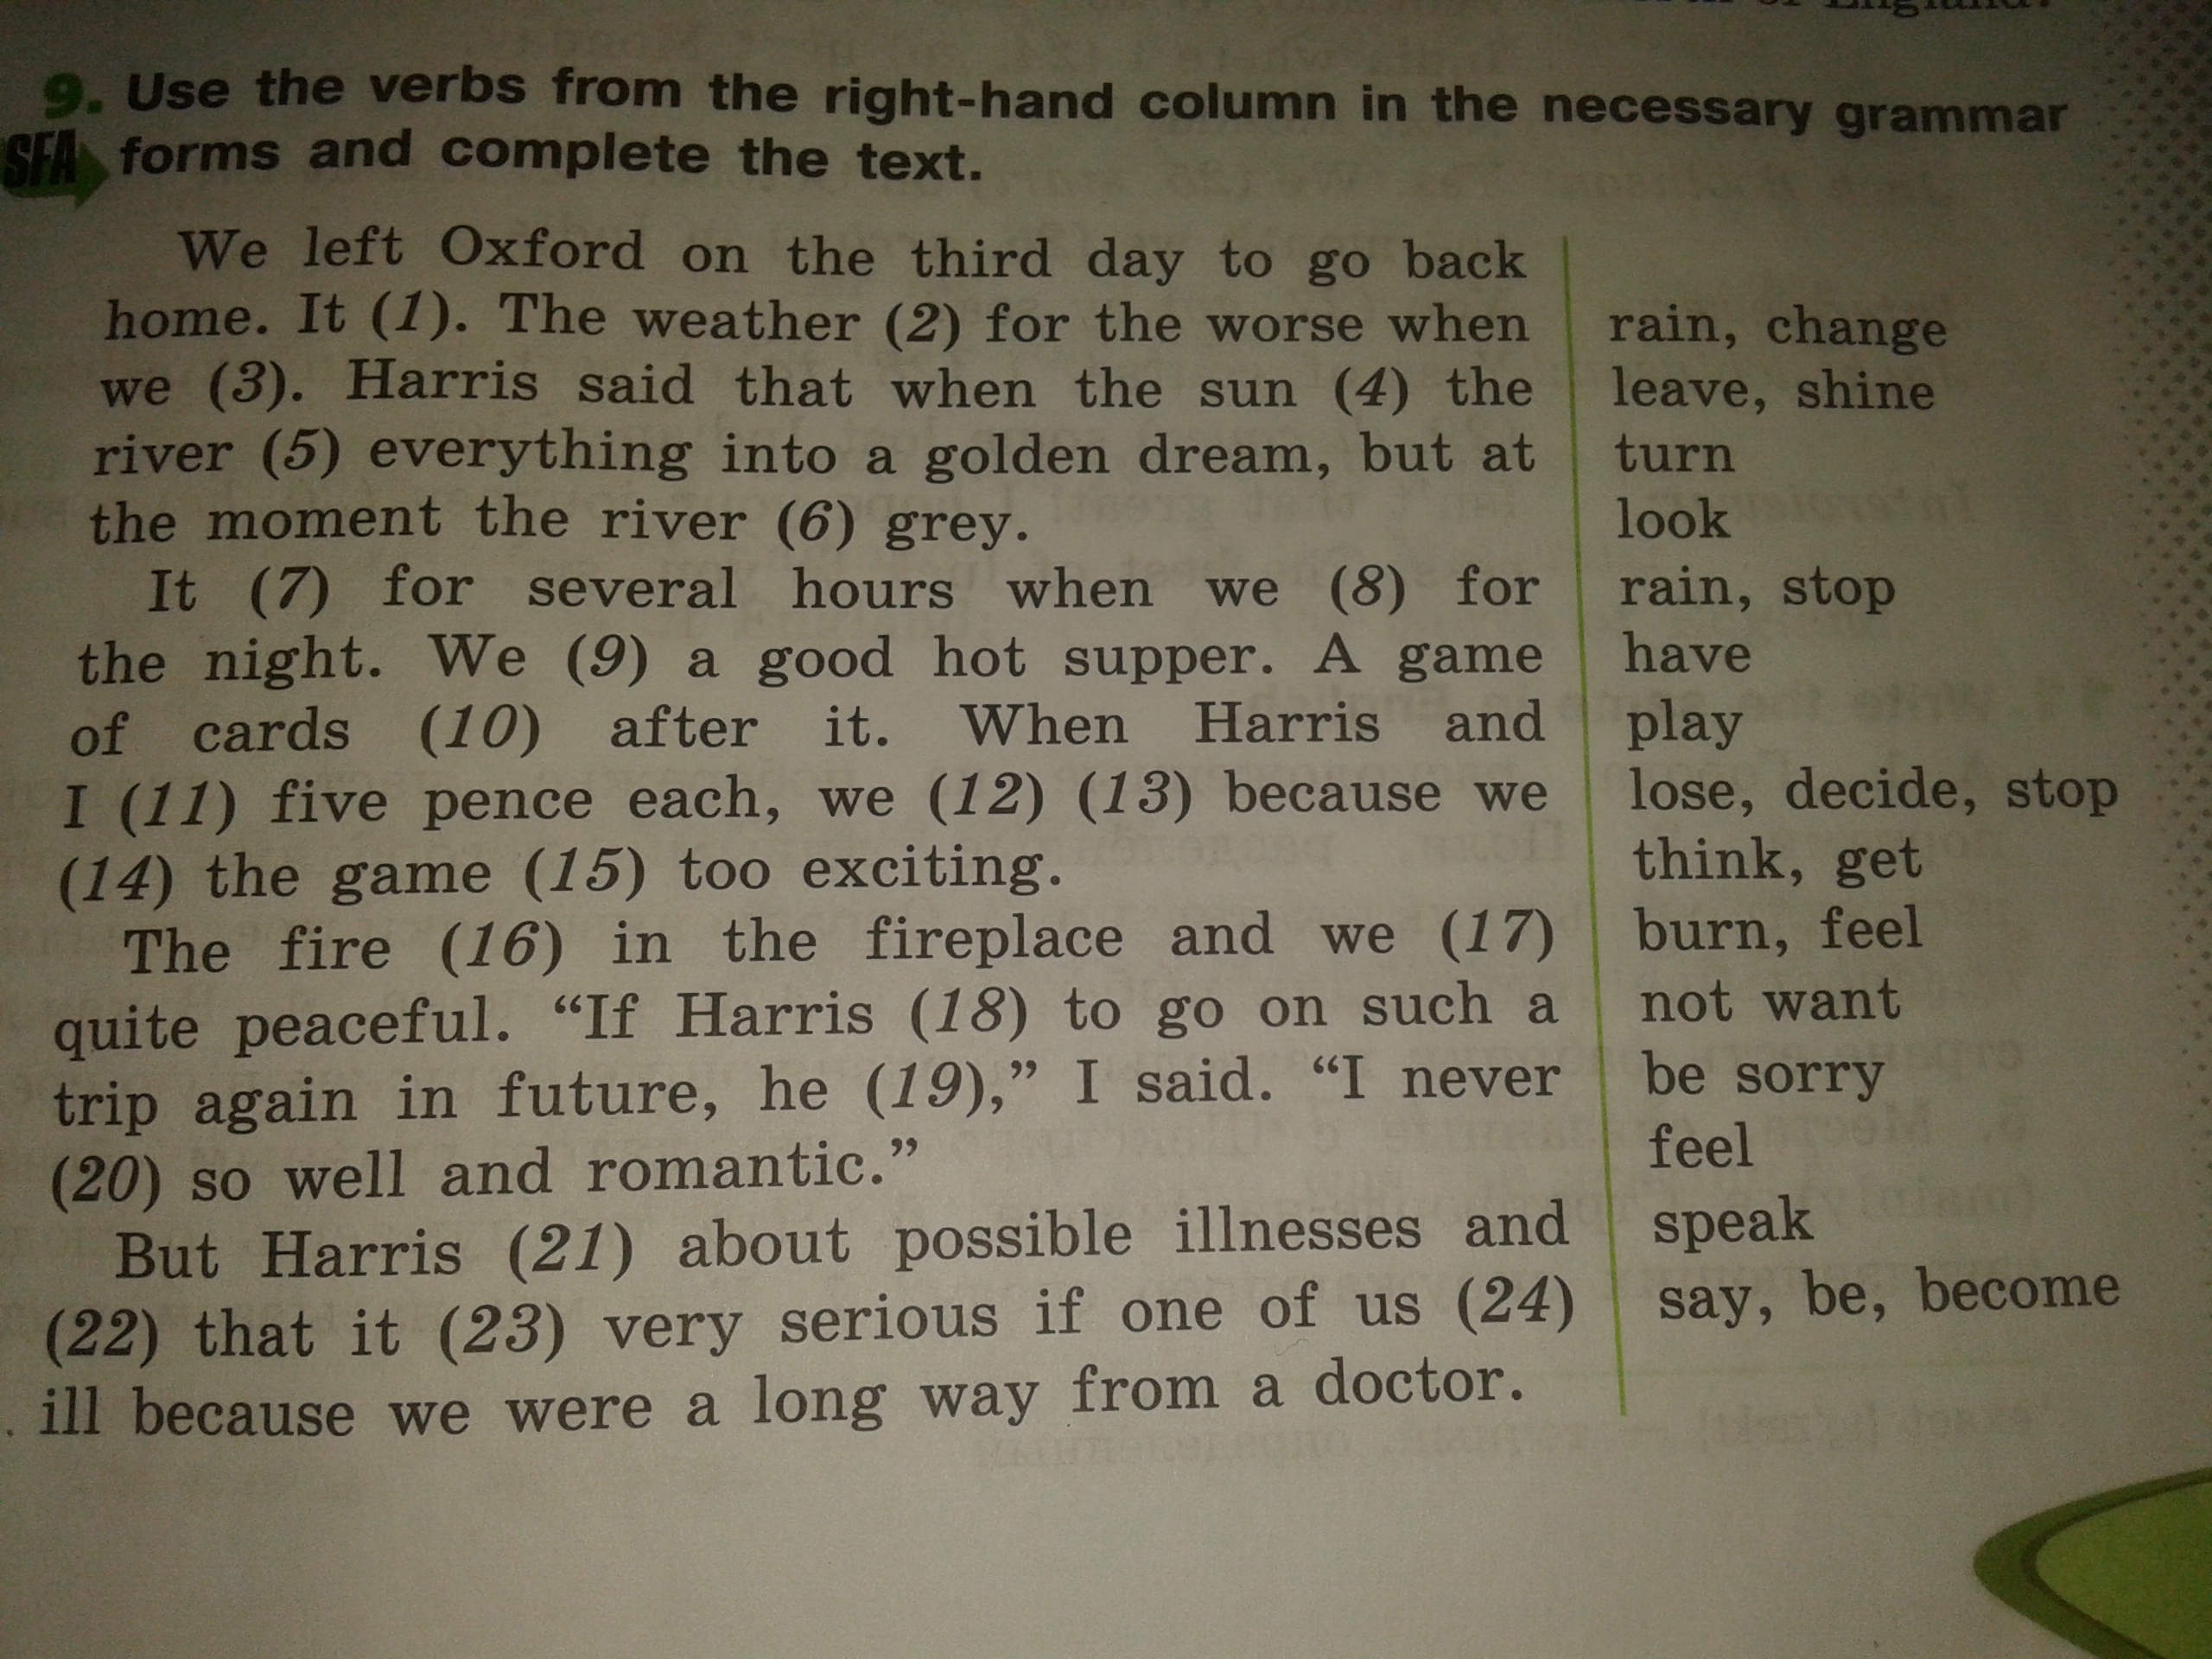 9. Use the verbs from the right-hand column in the necessary grammar
SFA forms and complete the text.
We left Oxford on the third day to go back
home. It (1). The weather (2) for the worse when rain, change
we (3). Harris said that when the sun (4) the leave, shine
river (5) everything into a golden dream, but at turn
the moment the river (6) grey. look
It (7) for several hours when we (8) for rain, stop
the night. We (9) a good hot supper. A game have
of cards (10) after it. When Harris and play
I (11) five pence each, we (12) (13) because we lose, decide, stop
(14) the game (15) too exciting. think, get
The fire (16) in the fireplace and we (17) burn, feel
quite peaceful. “If Harris (18) to go on such a not want
trip again in future, he (19),” I said. “I never be sorry
(20) so well and romantic.” feel
But Harris (21) about possible illnesses and speak
(22) that it (23) very serious if one of us (24) say, be, become
ill because we were a long way from a doctor.